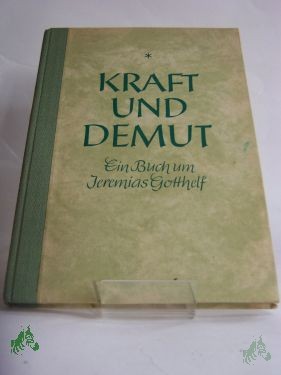 *
KRAFT
UND
DEMUT
Ein Buch um
Jeremias Gotthelf